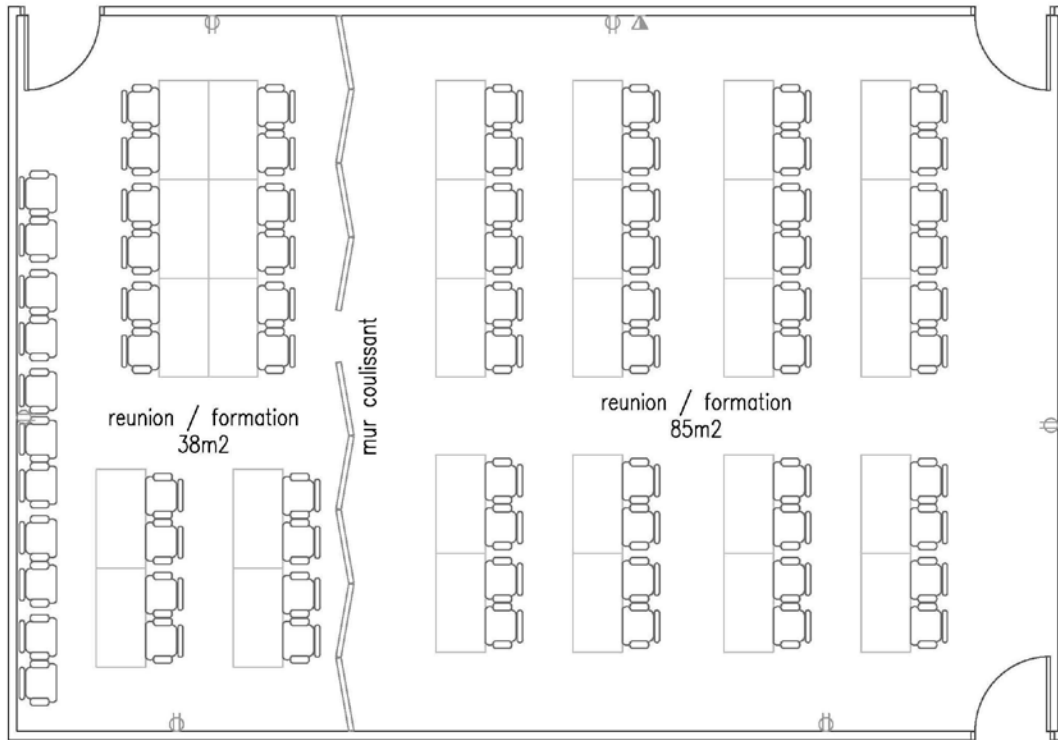 reunion / formation
38m2
mur coulissant
reunion / formation
85m2